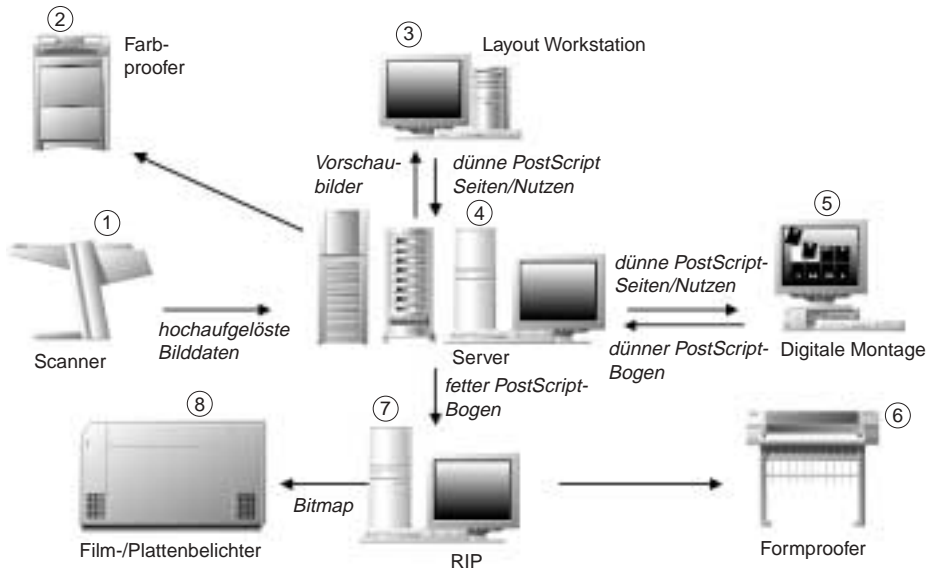 ②
Farb-
proofer
③
Layout Workstation
Vorschau-
bilder
dünne PostScript
Seiten/Nutzen
①
Scanner
hochaufgelöste
Bilddaten
④
Server
dünne PostScript-
Seiten/Nutzen
dünner PostScript-
Bogen
⑤
Digitale Montage
fetter PostScript-
Bogen
⑧
Film-/Plattenbelichter
Bitmap
⑦
RIP
⑥
Formproofer